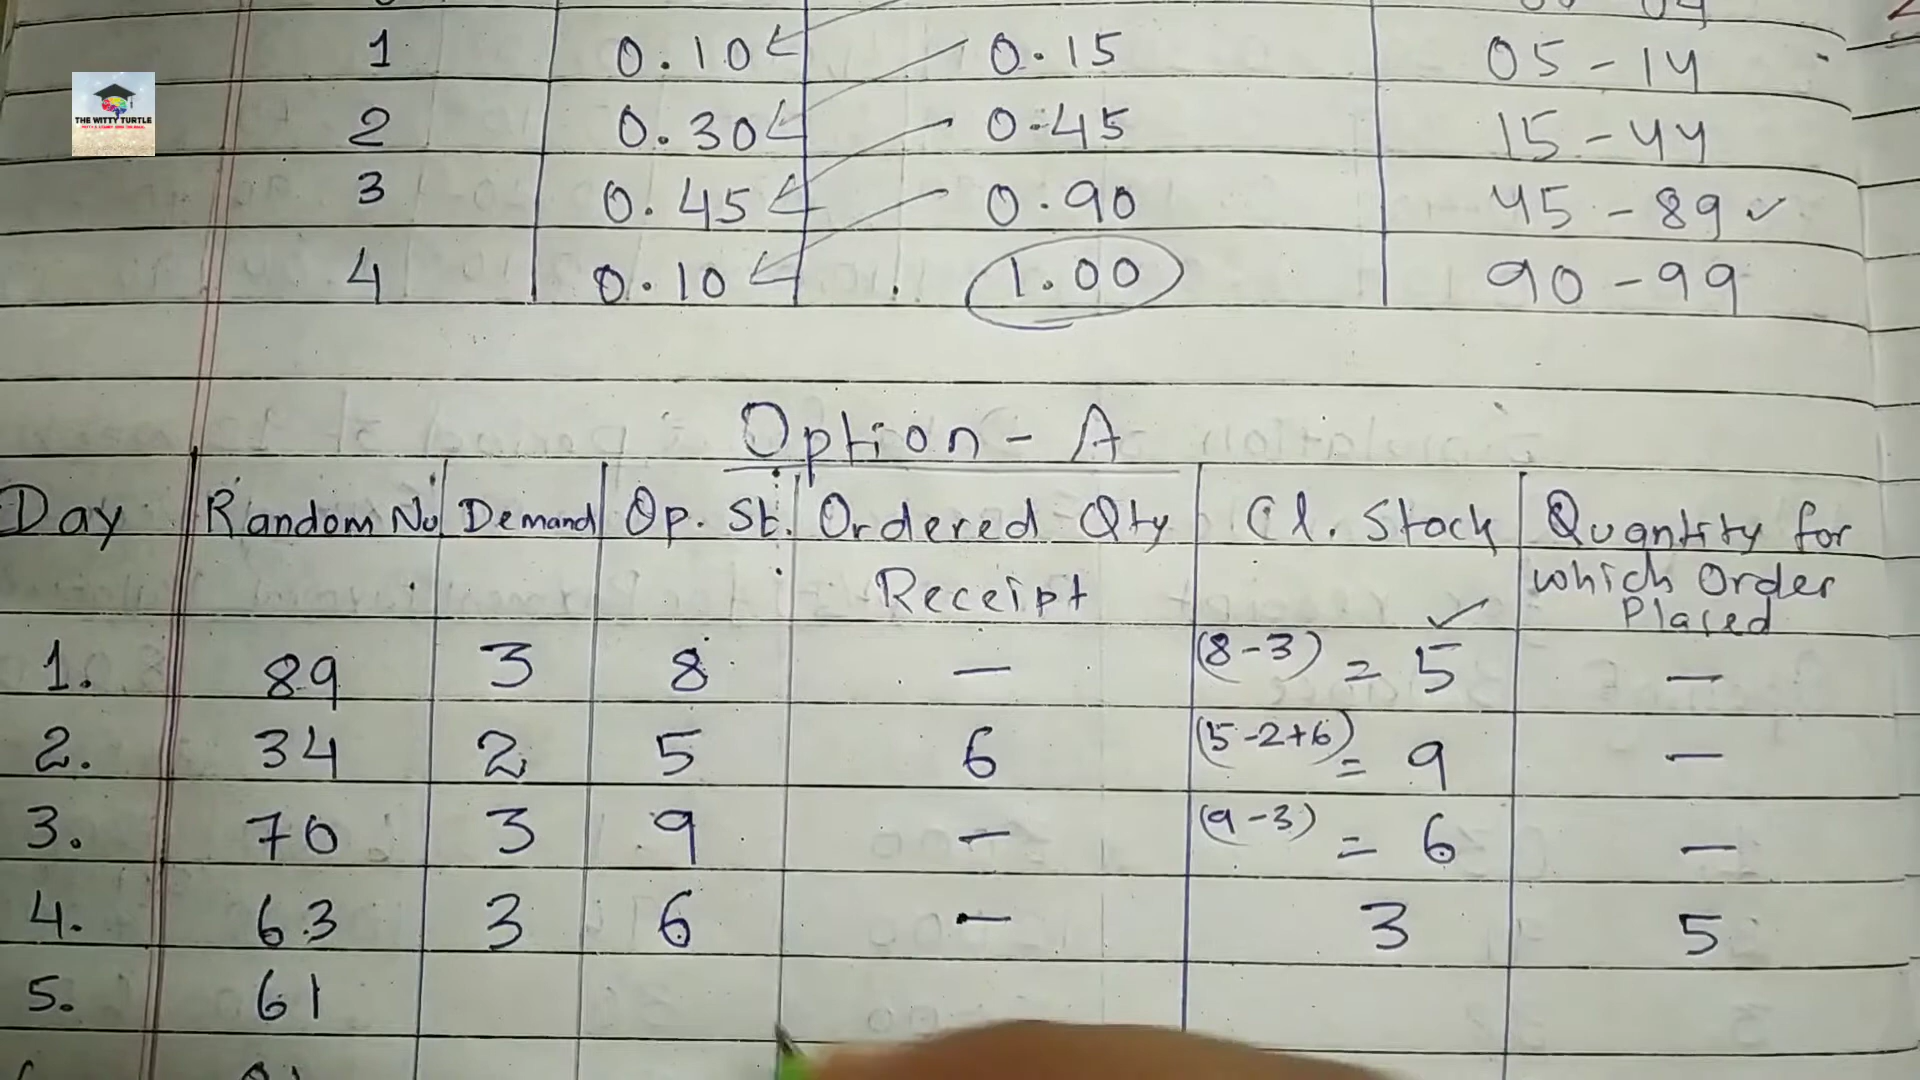 1 0.10 0.15 05-14
2 0.30 0.45 15-44
3 0.45 0.90 45-89
4 0.10 1.00 90-99
THE WITTY TURTLE
Option - A
Day Random No Demand Op. St. Ordered Qty Cl. Stock Quantity for
Receipt which Order
Placed
1. 89 3 8 — (8-3) = 5 —
2. 34 2 5 6 (5-2+6) = 9 —
3. 70 3 9 — (9-3) = 6 —
4. 63 3 6 — 3 5
5. 61